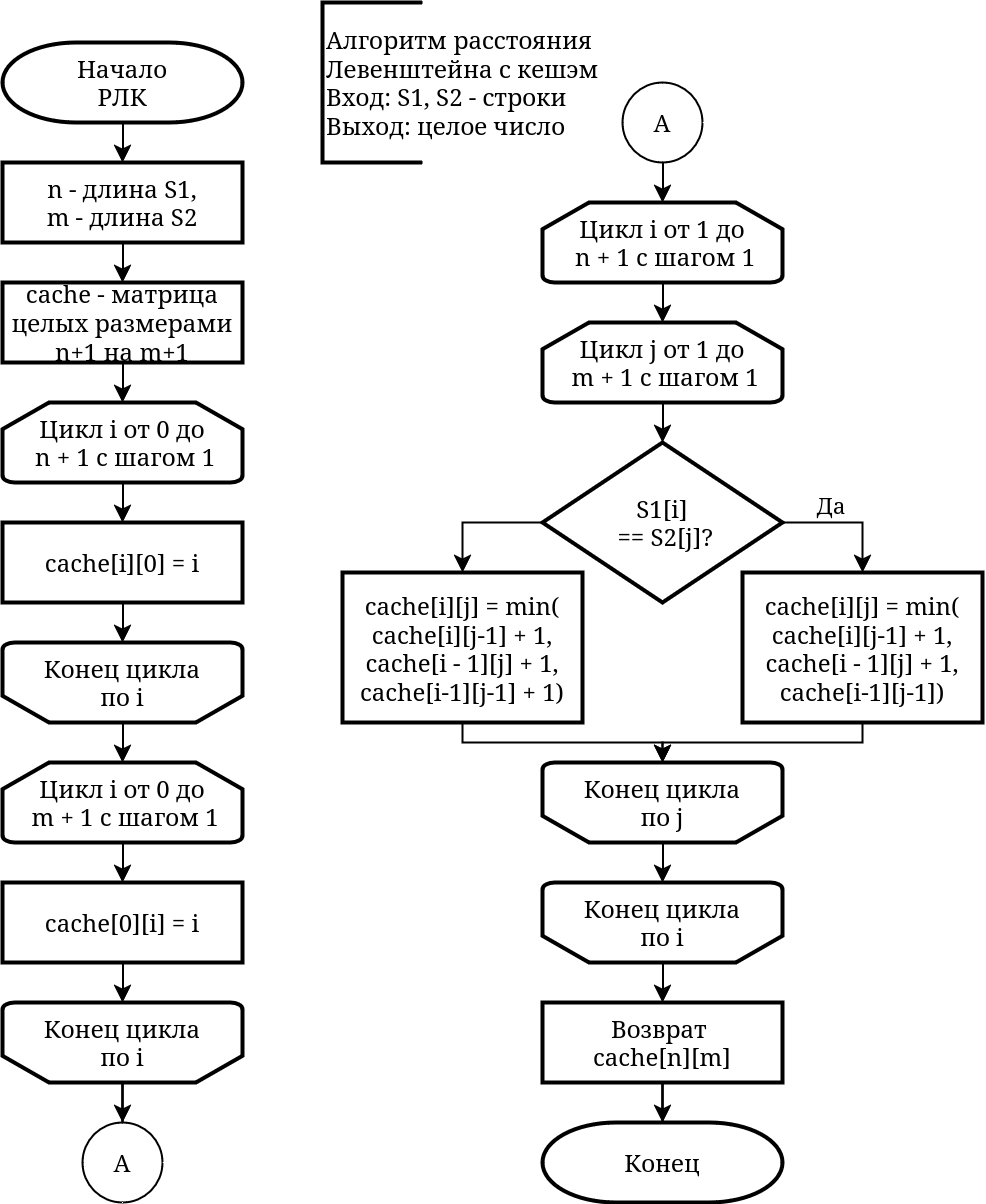 Начало
РЛК
n - длина S1,
m - длина S2
cache - матрица
целых размерами
n+1 на m+1
Цикл i от 0 до
n + 1 с шагом 1
cache[i][0] = i
Конец цикла
по i
Цикл i от 0 до
m + 1 с шагом 1
cache[0][i] = i
Конец цикла
по i
А
Алгоритм расстояния
Левенштейна с кешэм
Вход: S1, S2 - строки
Выход: целое число
А
Цикл i от 1 до
n + 1 с шагом 1
Цикл j от 1 до
m + 1 с шагом 1
S1[i]
== S2[j]?
Да
cache[i][j] = min(
cache[i][j-1] + 1,
cache[i - 1][j] + 1,
cache[i-1][j-1] + 1)
cache[i][j] = min(
cache[i][j-1] + 1,
cache[i - 1][j] + 1,
cache[i-1][j-1])
Конец цикла
по j
Конец цикла
по i
Возврат
cache[n][m]
Конец